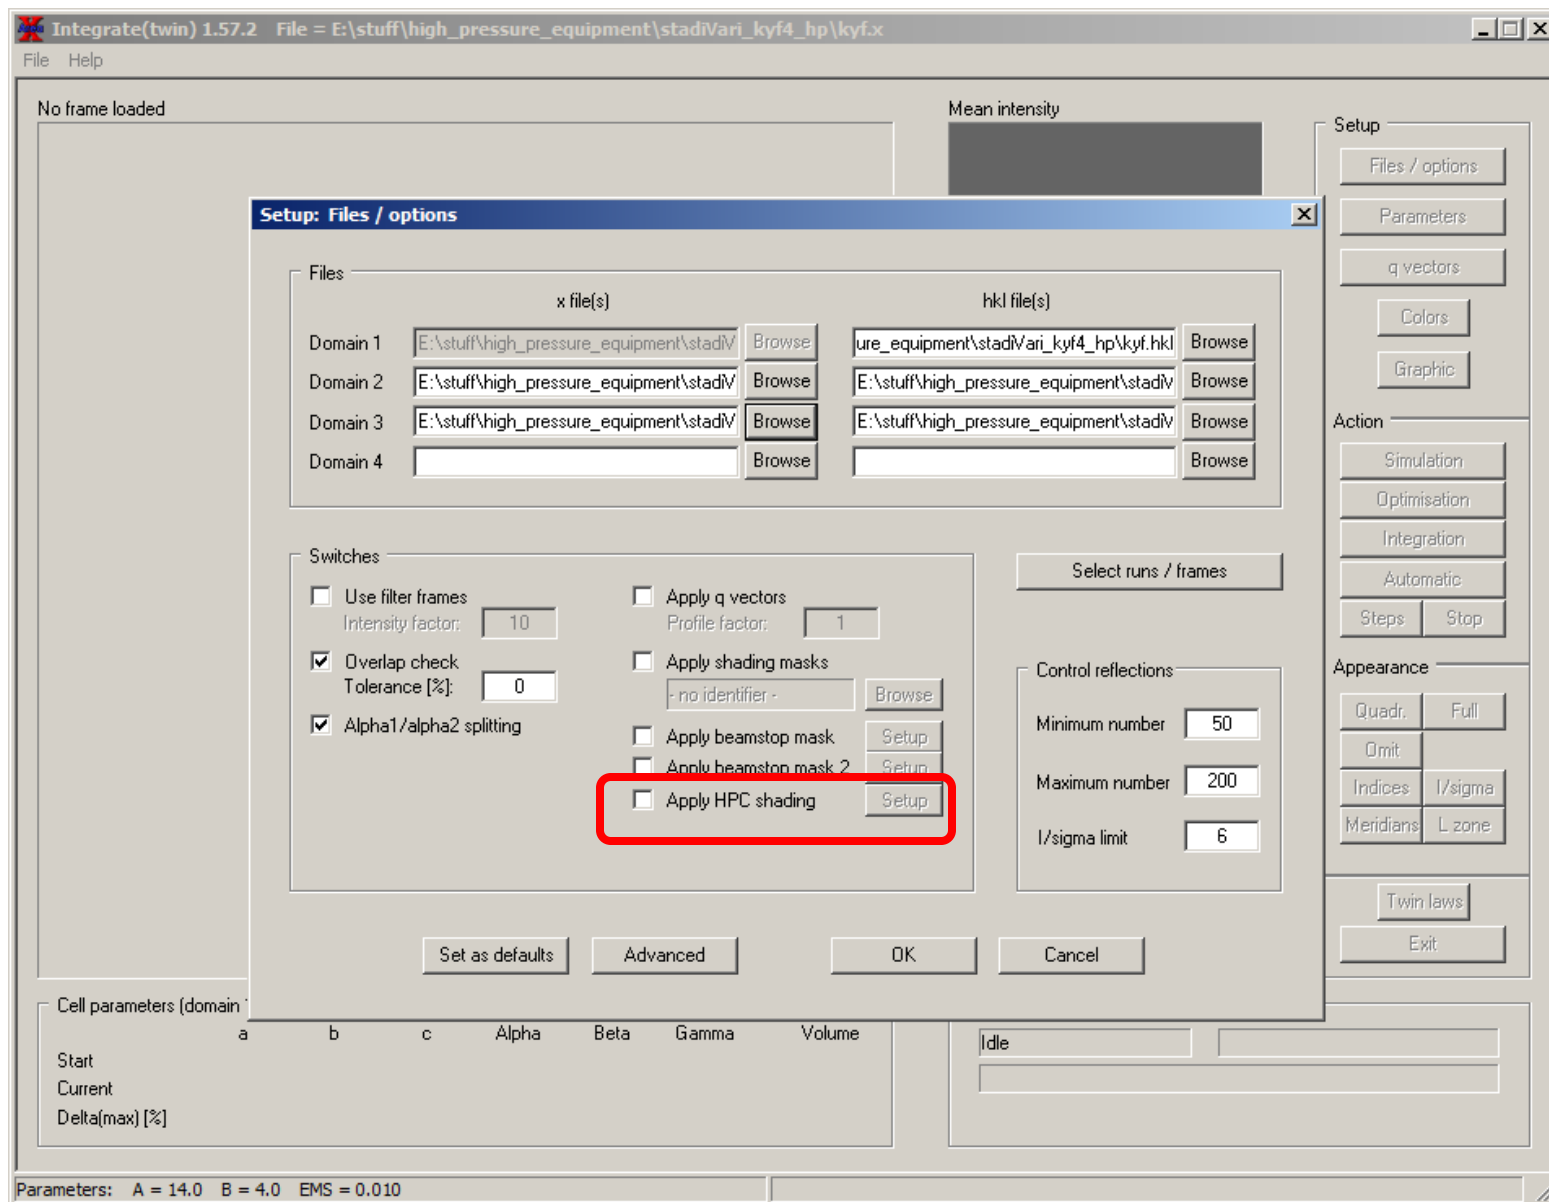 Integrate(twin) 1.57.2 File = E:\stuff\high_pressure_equipment\stadiVari_kyf4_hp\kyf.x
File Help
No frame loaded
Mean intensity
Setup
Files / options
Parameters
q vectors
Colors
Graphic
Action
Simulation
Optimisation
Integration
Automatic
Steps Stop
Appearance
Quadr. Full
Omit
Indices I/sigma
Meridians L zone
Twin laws
Exit
Setup: Files / options
Files
x file(s) hkl file(s)
Domain 1 E:\stuff\high_pressure_equipment\stadiV Browse ure_equipment\stadiVari_kyf4_hp\kyf.hkl Browse
Domain 2 E:\stuff\high_pressure_equipment\stadiV Browse E:\stuff\high_pressure_equipment\stadiV Browse
Domain 3 E:\stuff\high_pressure_equipment\stadiV Browse E:\stuff\high_pressure_equipment\stadiV Browse
Domain 4 Browse Browse
Switches
Use filter frames
Intensity factor: 10
Overlap check
Tolerance [%]: 0
Alpha1/alpha2 splitting
Apply q vectors
Profile factor: 1
Apply shading masks
- no identifier - Browse
Apply beamstop mask Setup
Apply beamstop mask 2 Setup
Apply HPC shading Setup
Select runs / frames
Control reflections
Minimum number 50
Maximum number 200
I/sigma limit 6
Set as defaults Advanced OK Cancel
Cell parameters (domain
a b c Alpha Beta Gamma Volume
Start
Current
Delta(max) [%]
Idle
Parameters: A = 14.0 B = 4.0 EMS = 0.010